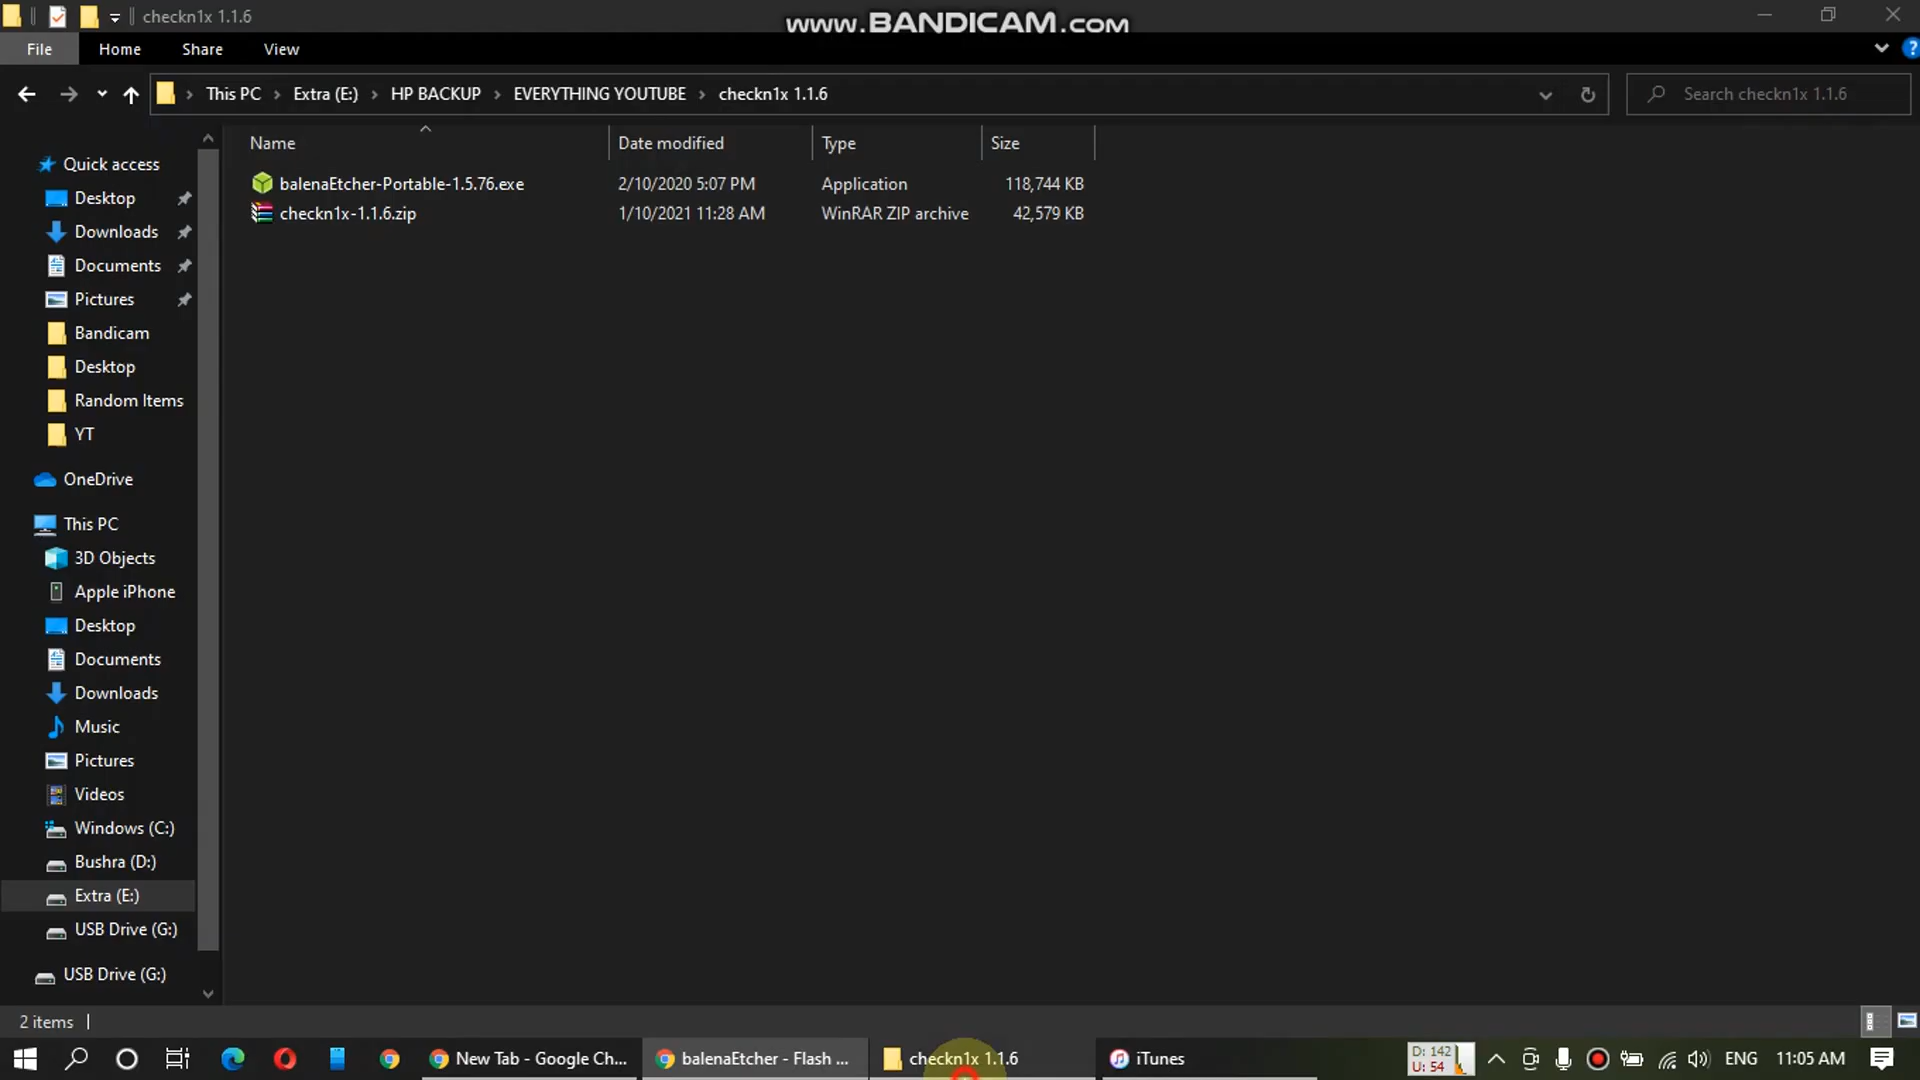 checkn1x 1.1.6
www.BANDICAM.com
File Home Share View
This PC Extra (E:) HP BACKUP EVERYTHING YOUTUBE checkn1x 1.1.6
Search checkn1x 1.1.6
Name Date modified Type Size
balenaEtcher-Portable-1.5.76.exe 2/10/2020 5:07 PM Application 118,744 KB
checkn1x-1.1.6.zip 1/10/2021 11:28 AM WinRAR ZIP archive 42,579 KB
Quick access
Desktop
Downloads
Documents
Pictures
Bandicam
Desktop
Random Items
YT
OneDrive
This PC
3D Objects
Apple iPhone
Desktop
Documents
Downloads
Music
Pictures
Videos
Windows (C:)
Bushra (D:)
Extra (E:)
USB Drive (G:)
USB Drive (G:)
2 items
New Tab - Google Ch... balenaEtcher - Flash ... checkn1x 1.1.6 iTunes
D: 142
U: 54
ENG 11:05 AM